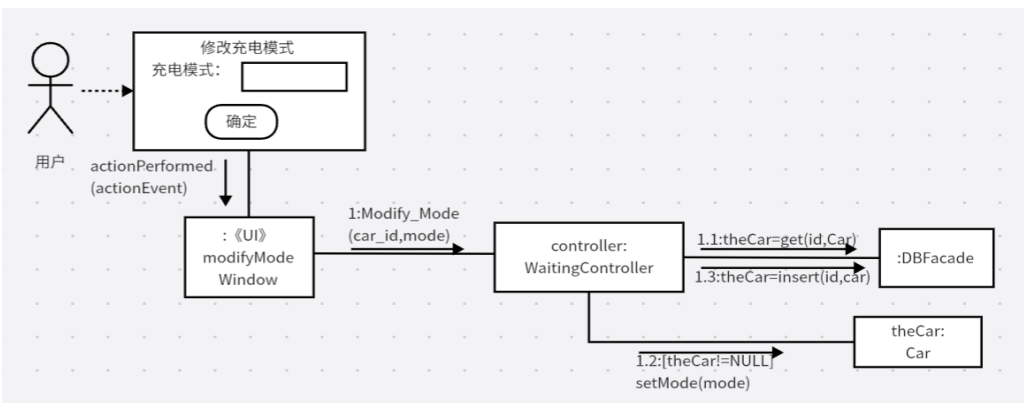 修改充电模式
充电模式：
确定
用户
actionPerformed
(actionEvent)
:《UI》
modifyMode
Window
1:Modify_Mode
(car_id,mode)
controller:
WaitingController
1.1:theCar=get(id,Car)
1.3:theCar=insert(id,car)
:DBFacade
theCar:
Car
1.2:[theCar!=NULL]
setMode(mode)